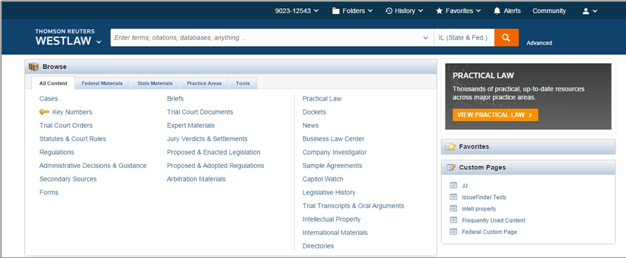 9023-12543 Folders History Favorites Alerts Community
THOMSON REUTERS
WESTLAW
Enter terms, citations, databases, anything ... IL (State & Fed.) Advanced
Browse
All Content Federal Materials State Materials Practice Areas Tools
Cases
Key Numbers
Trial Court Orders
Statutes & Court Rules
Regulations
Administrative Decisions & Guidance
Secondary Sources
Forms
Briefs
Trial Court Documents
Expert Materials
Jury Verdicts & Settlements
Proposed & Enacted Legislation
Proposed & Adopted Regulations
Arbitration Materials
Practical Law
Dockets
News
Business Law Center
Company Investigator
Sample Agreements
Capitol Watch
Legislative History
Trial Transcripts & Oral Arguments
Intellectual Property
International Materials
Directories
PRACTICAL LAW
Thousands of practical, up-to-date resources
across major practice areas.
VIEW PRACTICAL LAW
Favorites
Custom Pages
JJ
IssueFinder Tests
Intell property
Frequently Used Content
Federal Custom Page